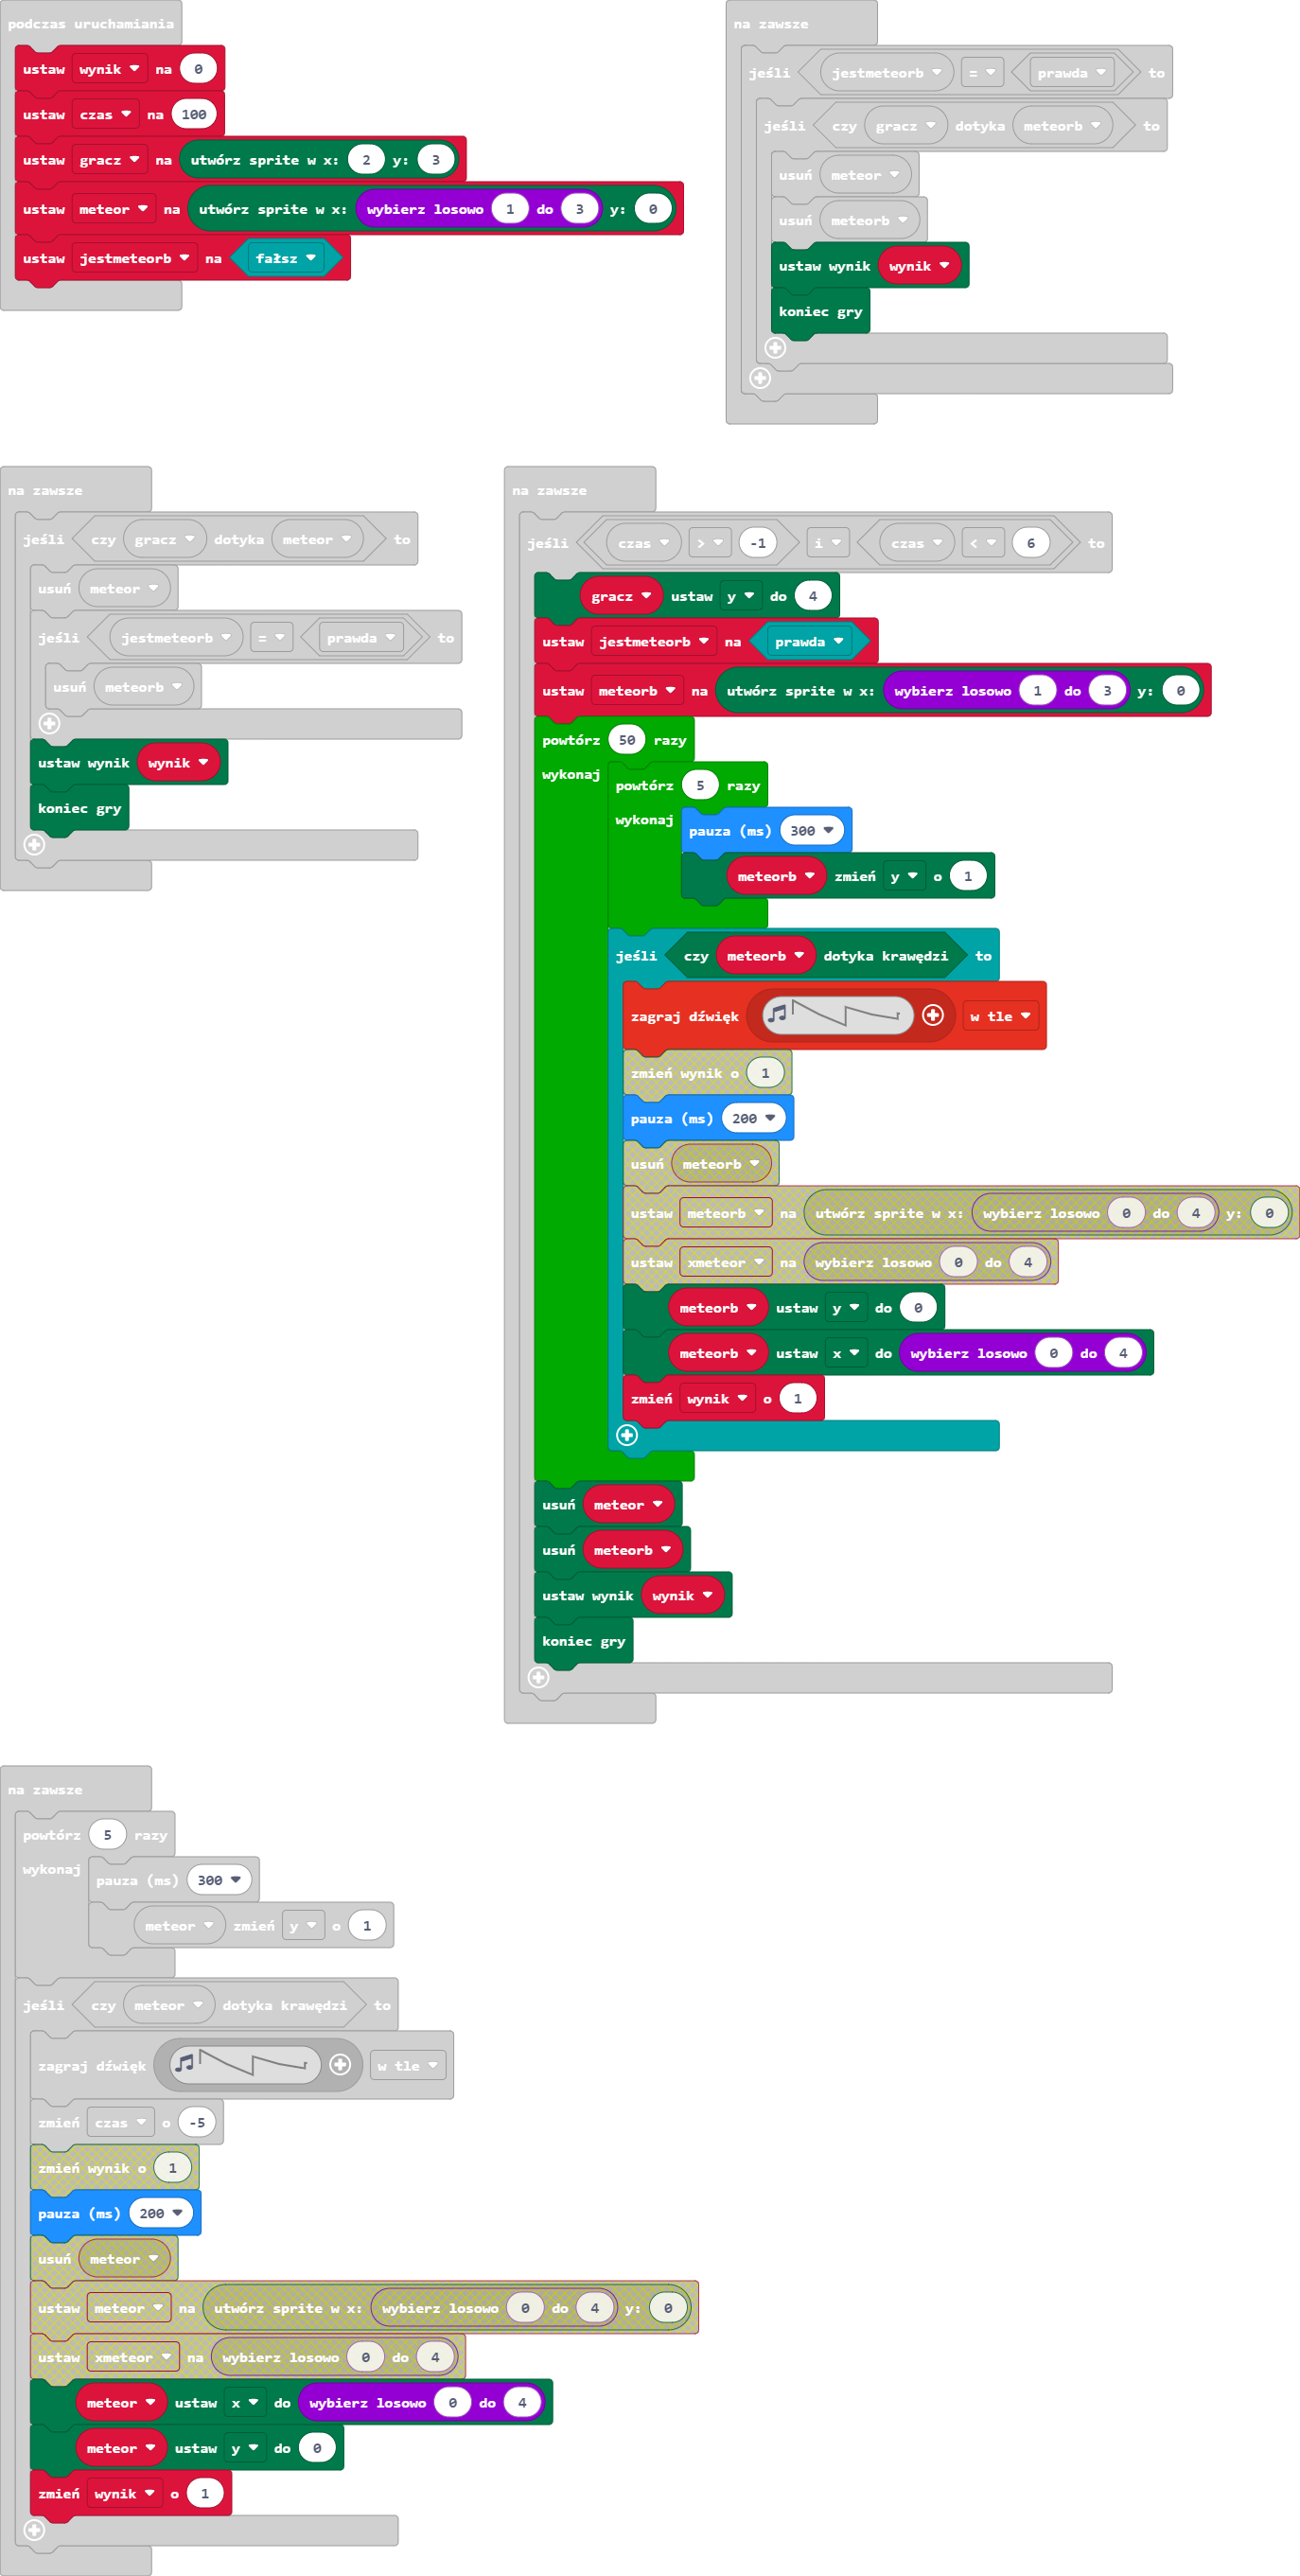 podczas uruchamiania
ustaw wynik na 0
ustaw czas na 100
ustaw gracz na utwórz sprite w x: 2 y: 3
ustaw meteor na utwórz sprite w x: wybierz losowo 1 do 3 y: 0
ustaw jestmeteorb na fałsz
na zawsze
jeśli jestmeteorb = prawda to
jeśli czy gracz dotyka meteorb to
usuń meteor
usuń meteorb
ustaw wynik wynik
koniec gry
na zawsze
jeśli czy gracz dotyka meteor to
usuń meteor
jeśli jestmeteorb = prawda to
usuń meteorb
ustaw wynik wynik
koniec gry
na zawsze
jeśli czas > -1 i czas < 6 to
gracz ustaw y do 4
ustaw jestmeteorb na prawda
ustaw meteorb na utwórz sprite w x: wybierz losowo 1 do 3 y: 0
powtórz 50 razy
wykonaj powtórz 5 razy
wykonaj pauza (ms) 300
meteorb zmień y o 1
jeśli czy meteorb dotyka krawędzi to
zagraj dźwięk w tle
zmień wynik o 1
pauza (ms) 200
usuń meteorb
ustaw meteorb na utwórz sprite w x: wybierz losowo 0 do 4 y: 0
ustaw xmeteor na wybierz losowo 0 do 4
meteorb ustaw y do 0
meteorb ustaw x do wybierz losowo 0 do 4
zmień wynik o 1
usuń meteor
usuń meteorb
ustaw wynik wynik
koniec gry
na zawsze
powtórz 5 razy
wykonaj pauza (ms) 300
meteor zmień y o 1
jeśli czy meteor dotyka krawędzi to
zagraj dźwięk w tle
zmień czas o -5
zmień wynik o 1
pauza (ms) 200
usuń meteor
ustaw meteor na utwórz sprite w x: wybierz losowo 0 do 4 y: 0
ustaw xmeteor na wybierz losowo 0 do 4
meteor ustaw x do wybierz losowo 0 do 4
meteor ustaw y do 0
zmień wynik o 1